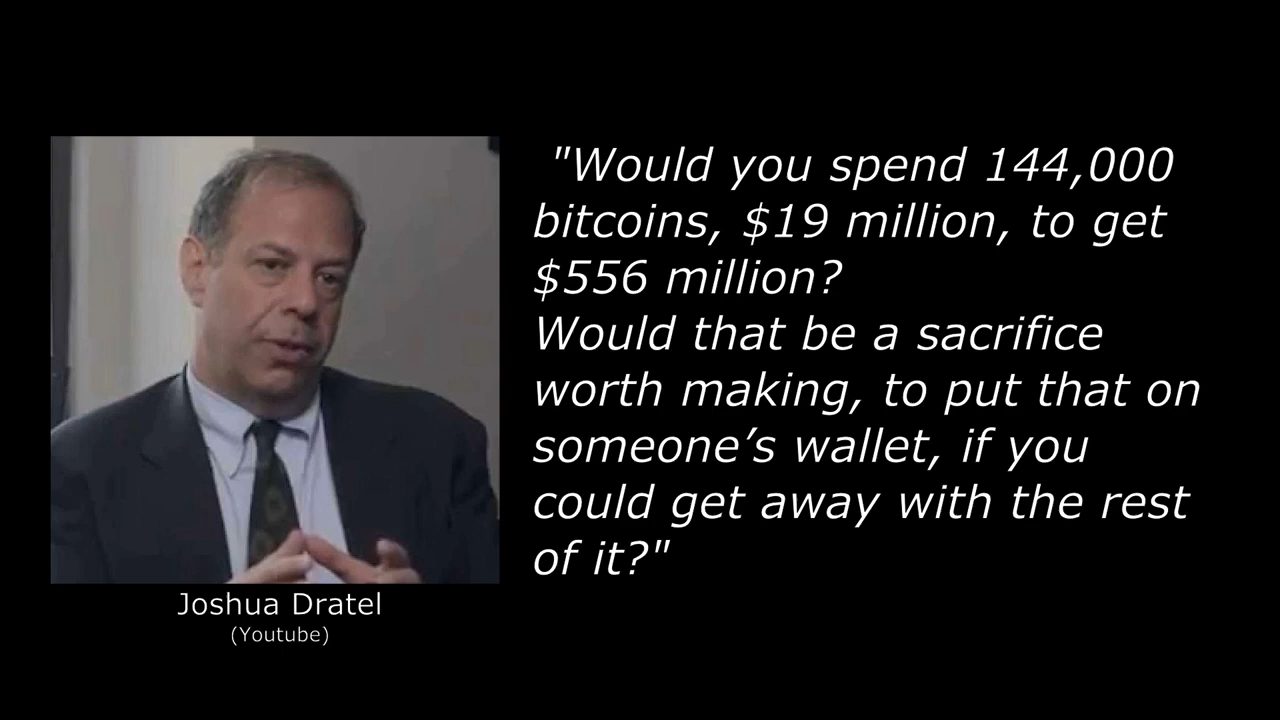 "Would you spend 144,000
bitcoins, $19 million, to get
$556 million?
Would that be a sacrifice
worth making, to put that on
someone’s wallet, if you
could get away with the rest
of it?"
Joshua Dratel
(Youtube)